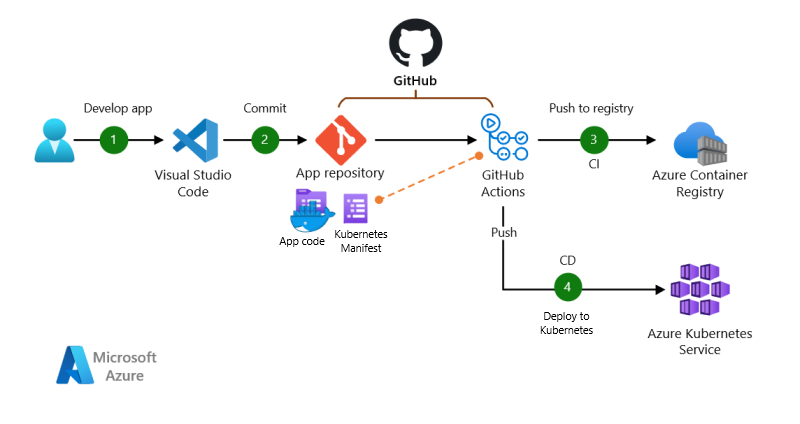 GitHub
Develop app
Commit
Push to registry
1
2
3
CI
Visual Studio
Code
App repository
GitHub
Actions
Azure Container
Registry
App code
Kubernetes
Manifest
Push
CD
4
Deploy to
Kubernetes
Azure Kubernetes
Service
Microsoft
Azure